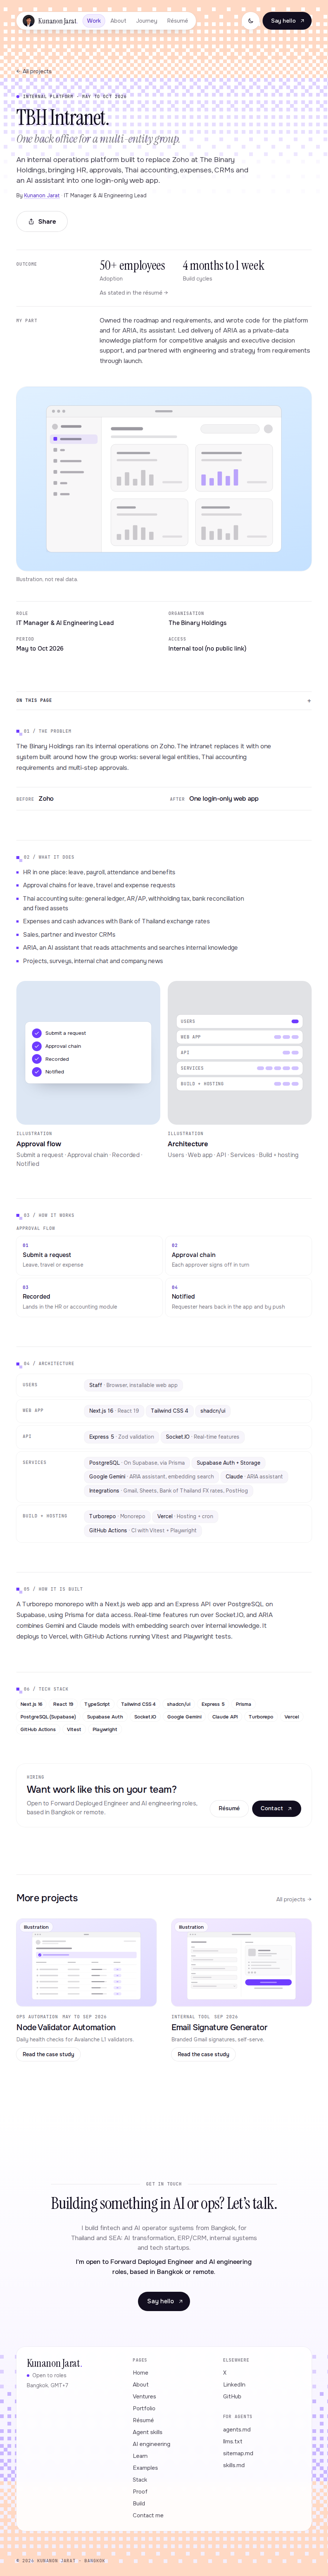 Kunanon Jarat
Work
About
Journey
Résumé
Say hello
← All projects
INTERNAL PLATFORM · MAY TO OCT 2026
TBH Intranet.
One back office for a multi-entity group.
An internal operations platform built to replace Zoho at The Binary
Holdings, bringing HR, approvals, Thai accounting, expenses, CRMs and
an AI assistant into one login-only web app.
By Kunanon Jarat · IT Manager & AI Engineering Lead
Share
OUTCOME
50+ employees
Adoption
4 months to 1 week
Build cycles
As stated in the résumé →
MY PART
Owned the roadmap and requirements, and wrote code for the platform
and for ARIA, its assistant. Led delivery of ARIA as a private-data
knowledge platform for competitive analysis and executive decision
support, and partnered with engineering and strategy from requirements
through launch.
Illustration, not real data.
ROLE
IT Manager & AI Engineering Lead
ORGANISATION
The Binary Holdings
PERIOD
May to Oct 2026
ACCESS
Internal tool (no public link)
ON THIS PAGE
+
01 / THE PROBLEM
The Binary Holdings ran its internal operations on Zoho. The intranet replaces it with one
system built around how the group works: several legal entities, Thai accounting
requirements and multi-step approvals.
BEFORE Zoho
AFTER One login-only web app
02 / WHAT IT DOES
HR in one place: leave, payroll, attendance and benefits
Approval chains for leave, travel and expense requests
Thai accounting suite: general ledger, AR/AP, withholding tax, bank reconciliation
and fixed assets
Expenses and cash advances with Bank of Thailand exchange rates
Sales, partner and investor CRMs
ARIA, an AI assistant that reads attachments and searches internal knowledge
Projects, surveys, internal chat and company news
Submit a request
Approval chain
Recorded
Notified
USERS
WEB APP
API
SERVICES
BUILD + HOSTING
ILLUSTRATION
Approval flow
Submit a request · Approval chain · Recorded ·
Notified
ILLUSTRATION
Architecture
Users · Web app · API · Services · Build + hosting
03 / HOW IT WORKS
APPROVAL FLOW
01
Submit a request
Leave, travel or expense
02
Approval chain
Each approver signs off in turn
03
Recorded
Lands in the HR or accounting module
04
Notified
Requester hears back in the app and by push
04 / ARCHITECTURE
USERS
Staff · Browser, installable web app
WEB APP
Next.js 16 · React 19
Tailwind CSS 4
shadcn/ui
API
Express 5 · Zod validation
Socket.IO · Real-time features
SERVICES
PostgreSQL · On Supabase, via Prisma
Supabase Auth + Storage
Google Gemini · ARIA assistant, embedding search
Claude · ARIA assistant
Integrations · Gmail, Sheets, Bank of Thailand FX rates, PostHog
BUILD + HOSTING
Turborepo · Monorepo
Vercel · Hosting + cron
GitHub Actions · CI with Vitest + Playwright
05 / HOW IT IS BUILT
A Turborepo monorepo with a Next.js web app and an Express API over PostgreSQL on
Supabase, using Prisma for data access. Real-time features run over Socket.IO, and ARIA
combines Gemini and Claude models with embedding search over internal knowledge. It
deploys to Vercel, with GitHub Actions running Vitest and Playwright tests.
06 / TECH STACK
Next.js 16
React 19
TypeScript
Tailwind CSS 4
shadcn/ui
Express 5
Prisma
PostgreSQL (Supabase)
Supabase Auth
Socket.IO
Google Gemini
Claude API
Turborepo
Vercel
GitHub Actions
Vitest
Playwright
HIRING
Want work like this on your team?
Open to Forward Deployed Engineer and AI engineering roles,
based in Bangkok or remote.
Résumé
Contact
More projects
All projects →
Illustration
OPS AUTOMATION MAY TO SEP 2026
Node Validator Automation
Daily health checks for Avalanche L1 validators.
Read the case study
Illustration
INTERNAL TOOL SEP 2026
Email Signature Generator
Branded Gmail signatures, self-serve.
Read the case study
GET IN TOUCH
Building something in AI or ops? Let's talk.
I build fintech and AI operator systems from Bangkok, for
Thailand and SEA: AI transformation, ERP/CRM, internal systems
and tech startups.
I'm open to Forward Deployed Engineer and AI engineering
roles, based in Bangkok or remote.
Say hello
Kunanon Jarat.
Open to roles
Bangkok, GMT+7
PAGES
Home
About
Ventures
Portfolio
Résumé
Agent skills
AI engineering
Learn
Examples
Stack
Proof
Build
Contact me
ELSEWHERE
X
LinkedIn
GitHub
FOR AGENTS
agents.md
llms.txt
sitemap.md
skills.md
© 2026 KUNANON JARAT · BANGKOK